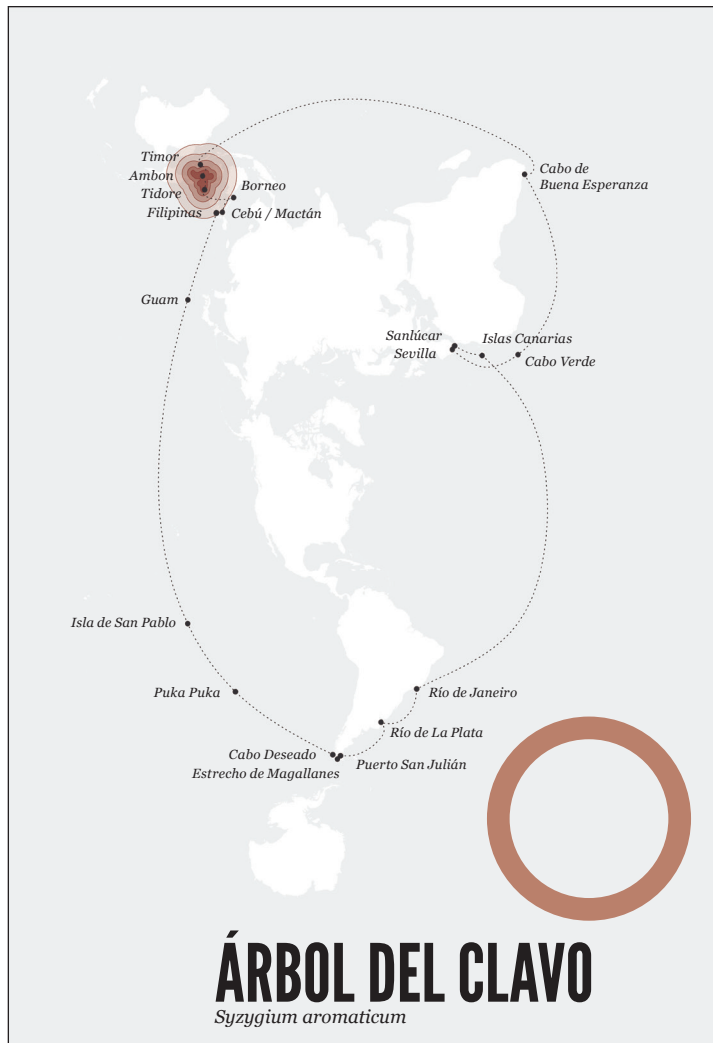 Timor
Ambon
Tidore
Borneo
Filipinas
Cebú / Mactán
Cabo de
Buena Esperanza
Guam
Sanlúcar
Sevilla
Islas Canarias
Cabo Verde
Isla de San Pablo
Puka Puka
Río de Janeiro
Río de La Plata
Cabo Deseado
Estrecho de Magallanes
Puerto San Julián
ÁRBOL DEL CLAVO
Syzygium aromaticum